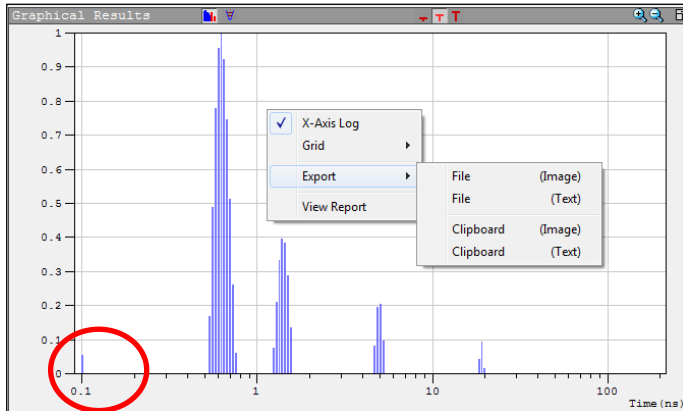 Graphical Results
1
0.9
0.8
0.7
0.6
0.5
0.4
0.3
0.2
0.1
0
0.1
1
10
100
Time(ns)
X-Axis Log
Grid
Export
View Report
File (Image)
File (Text)
Clipboard (Image)
Clipboard (Text)